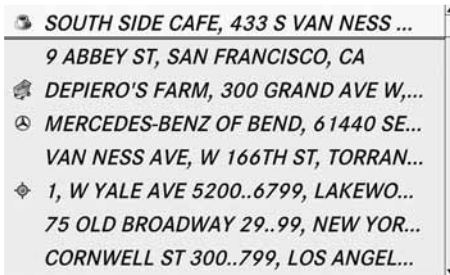 SOUTH SIDE CAFE, 433 S VAN NESS ...
9 ABBEY ST, SAN FRANCISCO, CA
DEPIERO'S FARM, 300 GRAND AVE W,...
MERCEDES-BENZ OF BEND, 61440 SE...
VAN NESS AVE, W 166TH ST, TORRAN...
1, W YALE AVE 5200..6799, LAKEWO...
75 OLD BROADWAY 29..99, NEW YOR...
CORNWELL ST 300..799, LOS ANGEL...